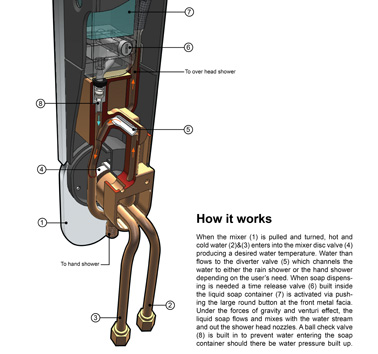 7
6
To over head shower
8
5
4
1
How it works
When the mixer (1) is pulled and turned, hot and
cold water (2)&(3) enters into the mixer disc valve (4)
producing a desired water temperature. Water than
flows to the diverter valve (5) which channels the
water to either the rain shower or the hand shower
depending on the user's need. When soap dispens-
ing is needed a time release valve (6) built inside
the liquid soap container (7) is activated via push-
ing the large round button at the front metal facia.
Under the forces of gravity and venturi effect, the
liquid soap flows and mixes with the water stream
and out the shower head nozzles. A ball check valve
(8) is built in to prevent water entering the soap
container should there be water pressure built up.
To hand shower
2
3